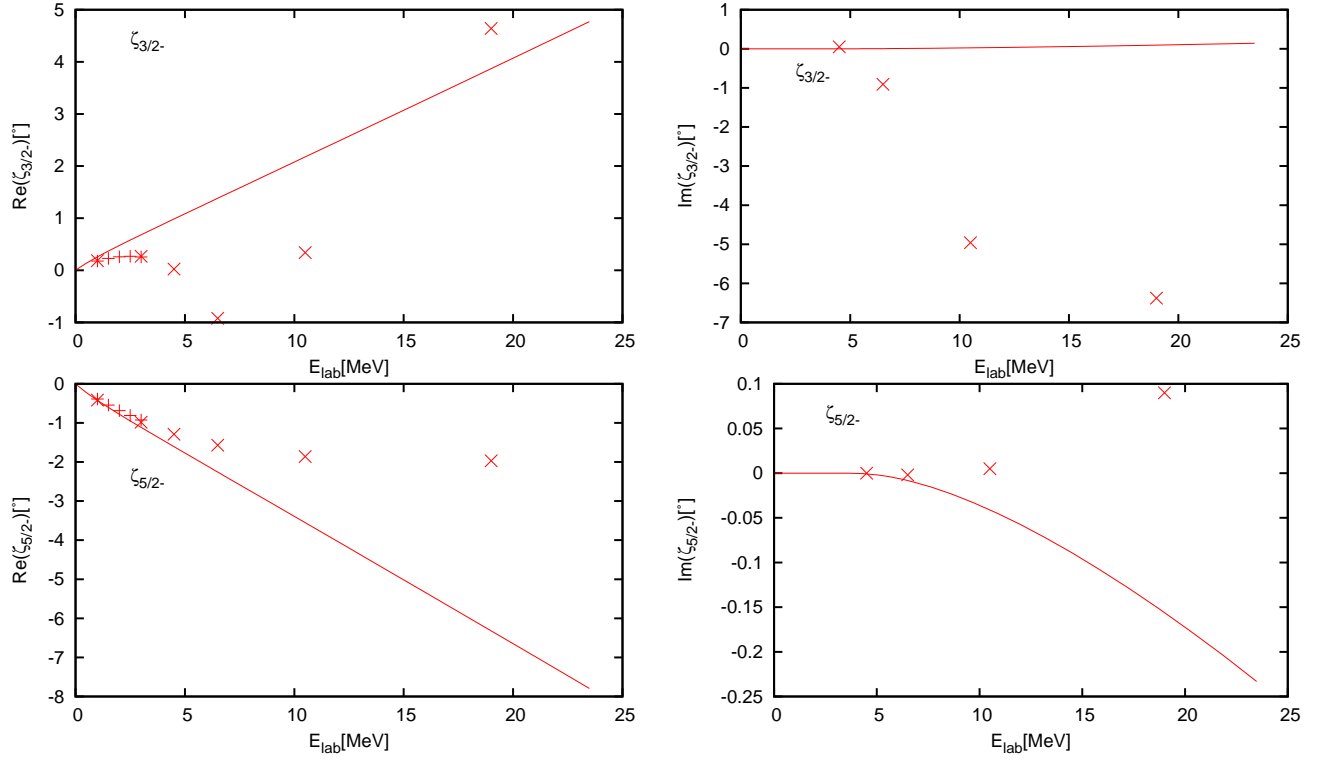 5
4
3
2
1
0
-1
Re(ζ3/2-)[°]
ζ3/2-
0 5 10 15 20 25
Elab[MeV]
1
0
-1
-2
-3
-4
-5
-6
-7
Im(ζ3/2-)[°]
ζ3/2-
0 5 10 15 20 25
Elab[MeV]
0
-1
-2
-3
-4
-5
-6
-7
-8
Re(ζ5/2-)[°]
ζ5/2-
0 5 10 15 20 25
Elab[MeV]
0.1
0.05
0
-0.05
-0.1
-0.15
-0.2
-0.25
Im(ζ5/2-)[°]
ζ5/2-
0 5 10 15 20 25
Elab[MeV]